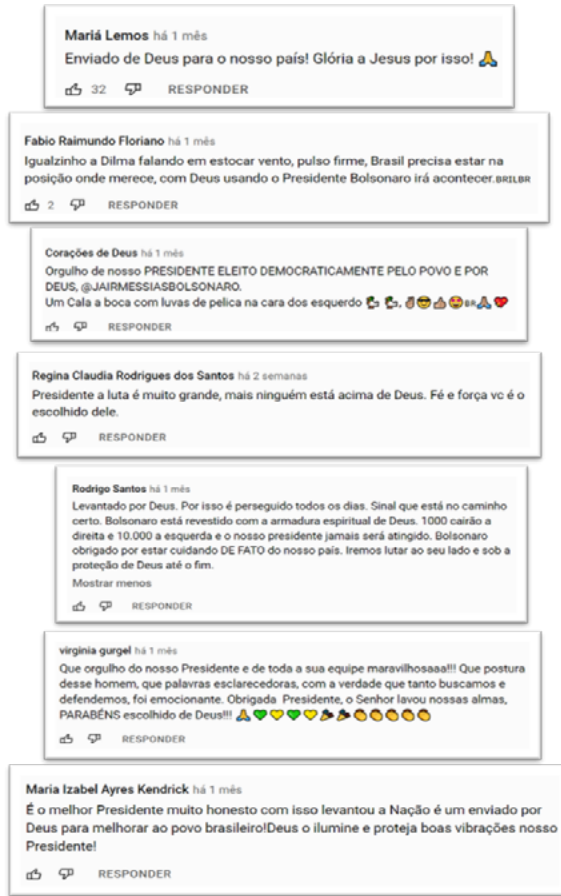 Mariá Lemos há 1 mês
Enviado de Deus para o nosso país! Glória a Jesus por isso! 🙏
32 RESPONDER
Fabio Raimundo Floriano há 1 mês
Igualzinho a Dilma falando em estocar vento, pulso firme, Brasil precisa estar na
posição onde merece, com Deus usando o Presidente Bolsonaro irá acontecer.BRILBR
2 RESPONDER
Corações de Deus há 1 mês
Orgulho de nosso PRESIDENTE ELEITO DEMOCRATICAMENTE PELO POVO E POR
DEUS, @JAIRMESSIASBOLSONARO.
Um Cala a boca com luvas de pelica na cara dos esquerdo BR🙏❤
RESPONDER
Regina Claudia Rodrigues dos Santos há 2 semanas
Presidente a luta é muito grande, mais ninguém está acima de Deus. Fé e força vc é o
escolhido dele.
RESPONDER
Rodrigo Santos há 1 mês
Levantado por Deus. Por isso é perseguido todos os dias. Sinal que está no caminho
certo. Bolsonaro está revestido com a armadura espiritual de Deus. 1000 cairão a
direita e 10.000 a esquerda e o nosso presidente jamais será atingido. Bolsonaro
obrigado por estar cuidando DE FATO do nosso país. Iremos lutar ao seu lado e sob a
proteção de Deus até o fim.
Mostrar menos
RESPONDER
virginia gurgel há 1 mês
Que orgulho do nosso Presidente e de toda a sua equipe maravilhosaaa!!! Que postura
desse homem, que palavras esclarecedoras, com a verdade que tanto buscamos e
defendemos, foi emocionante. Obrigada Presidente, o Senhor lavou nossas almas,
PARABÉNS escolhido de Deus!!! 🙏💚💛💚💛🎉🎉👏👏👏👏👏
RESPONDER
Maria Izabel Ayres Kendrick há 1 mês
É o melhor Presidente muito honesto com isso levantou a Nação é um enviado por
Deus para melhorar ao povo brasileiro!Deus o ilumine e proteja boas vibrações nosso
Presidente!
RESPONDER